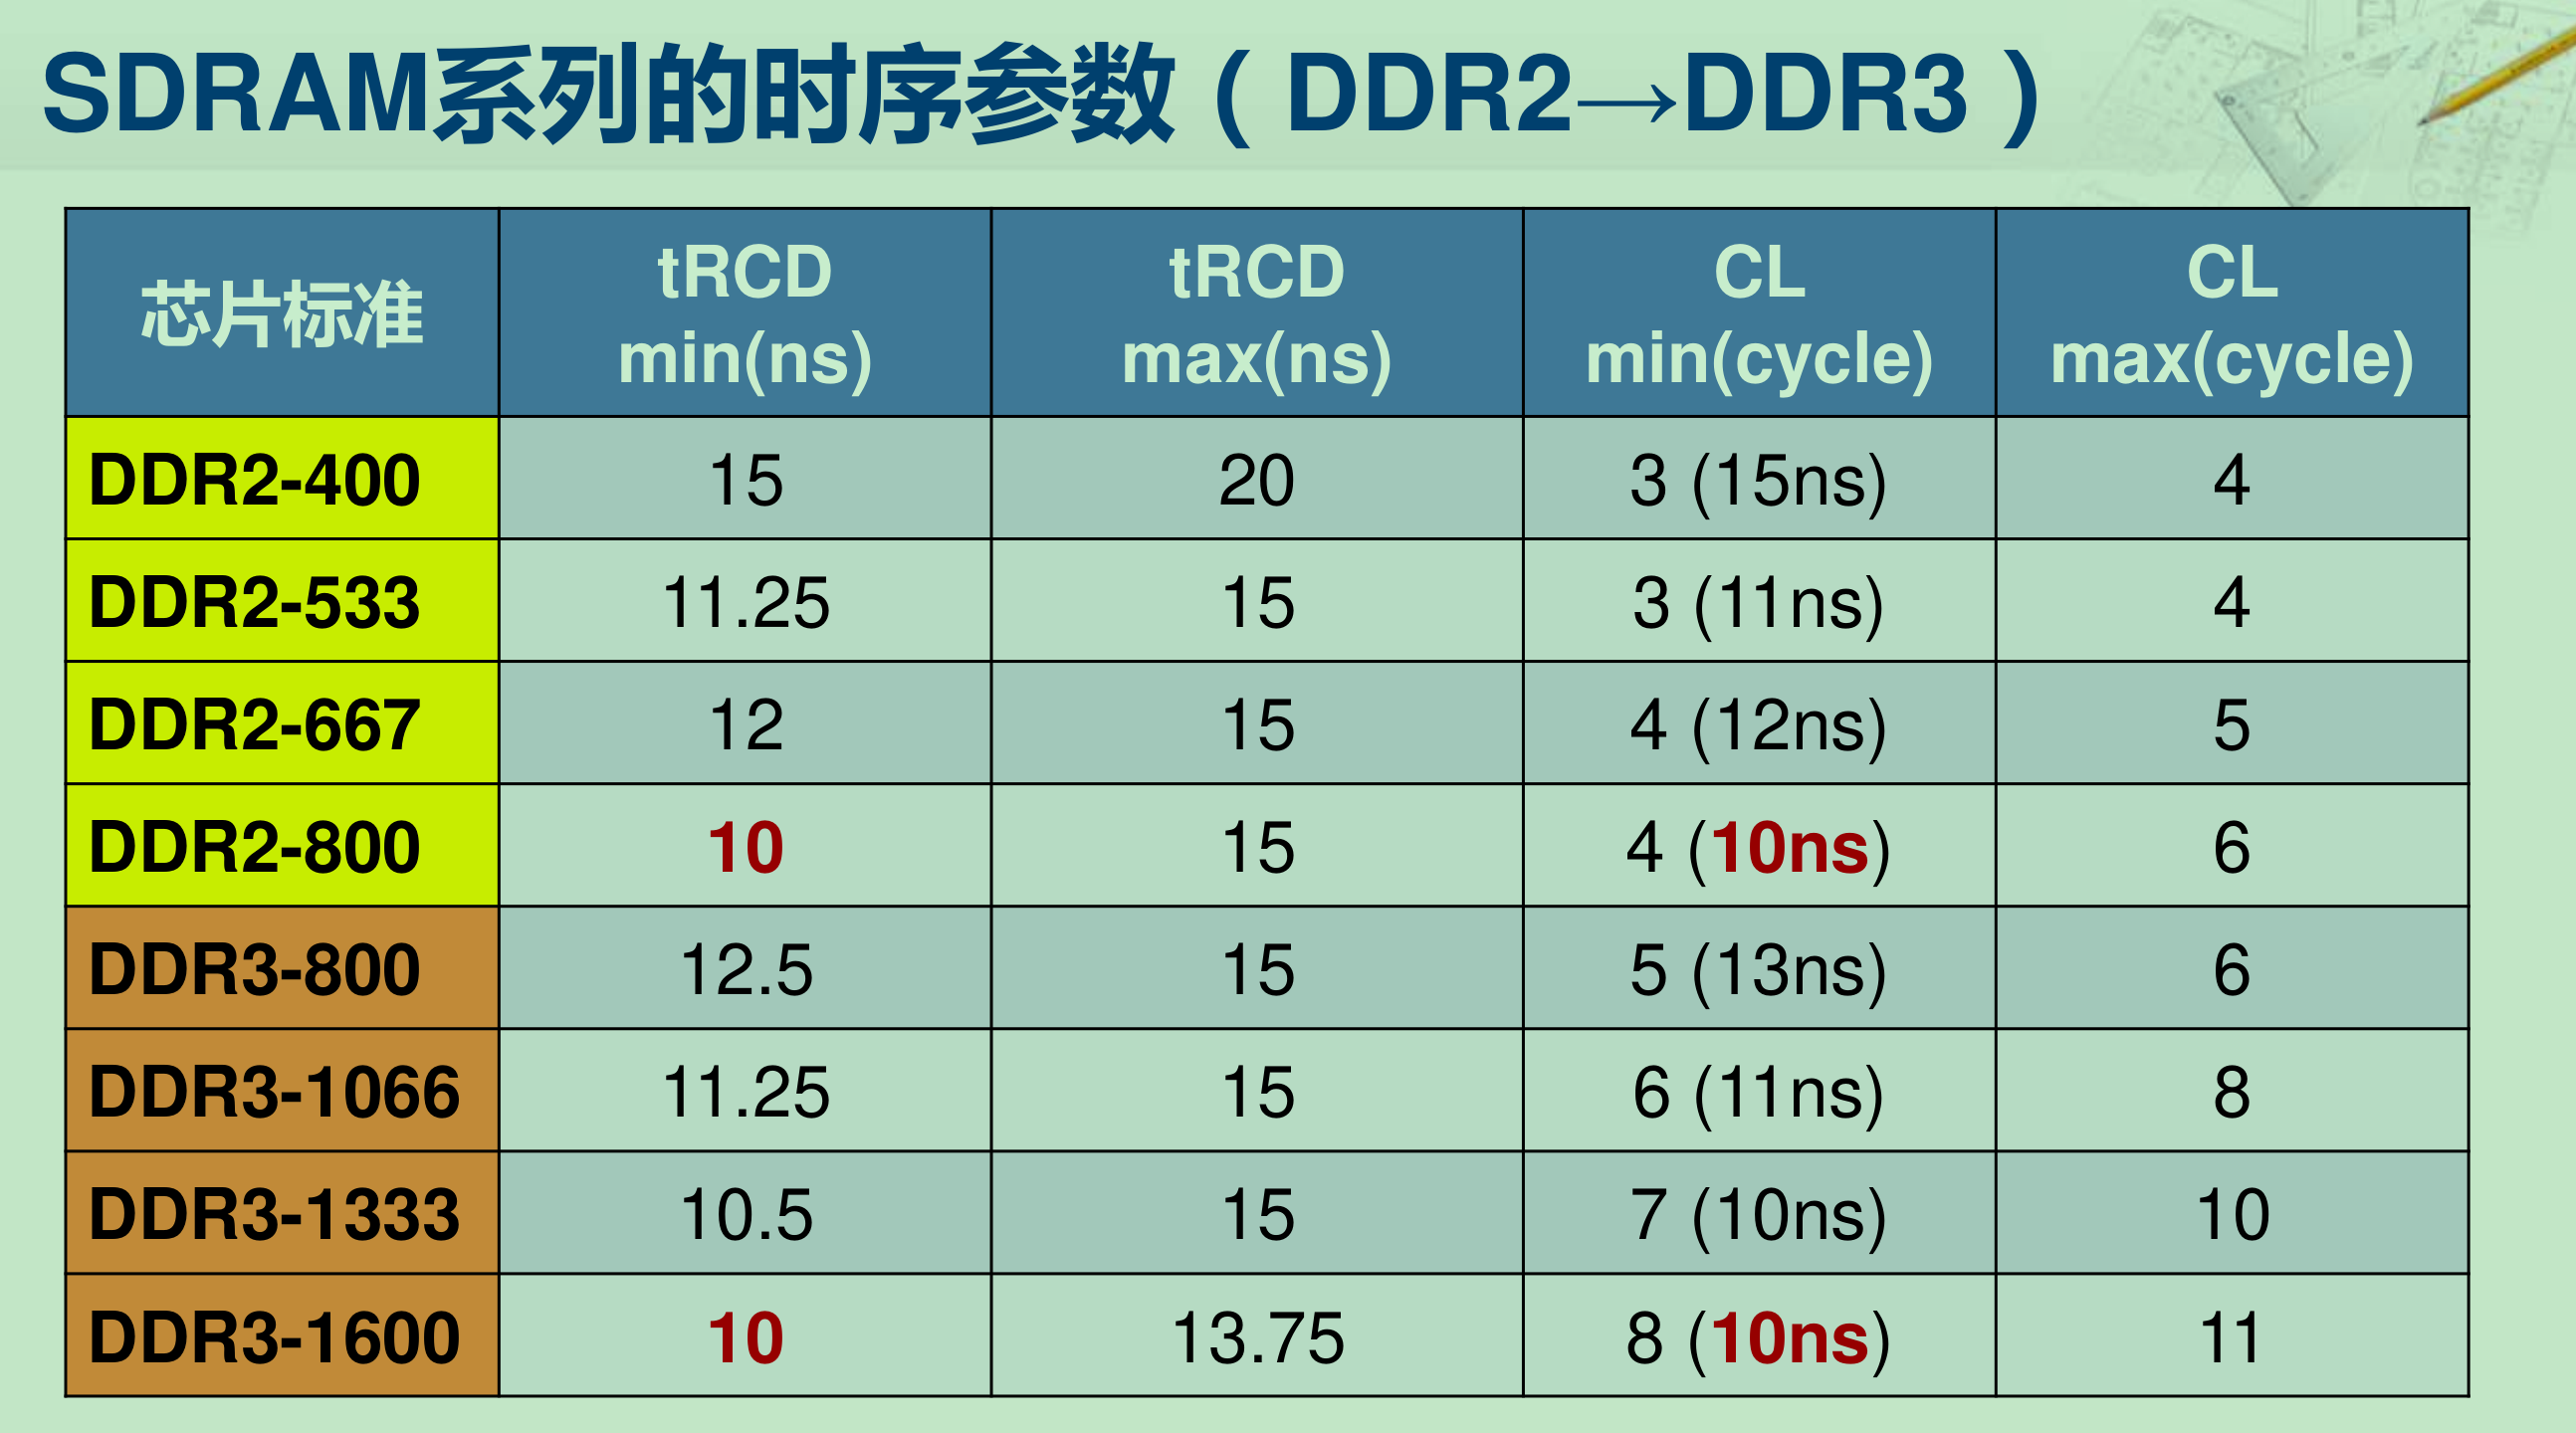 SDRAM系列的时序参数（DDR2→DDR3）
芯片标准 tRCD min(ns) tRCD max(ns) CL min(cycle) CL max(cycle)
DDR2-400 15 20 3 (15ns) 4
DDR2-533 11.25 15 3 (11ns) 4
DDR2-667 12 15 4 (12ns) 5
DDR2-800 10 15 4 (10ns) 6
DDR3-800 12.5 15 5 (13ns) 6
DDR3-1066 11.25 15 6 (11ns) 8
DDR3-1333 10.5 15 7 (10ns) 10
DDR3-1600 10 13.75 8 (10ns) 11